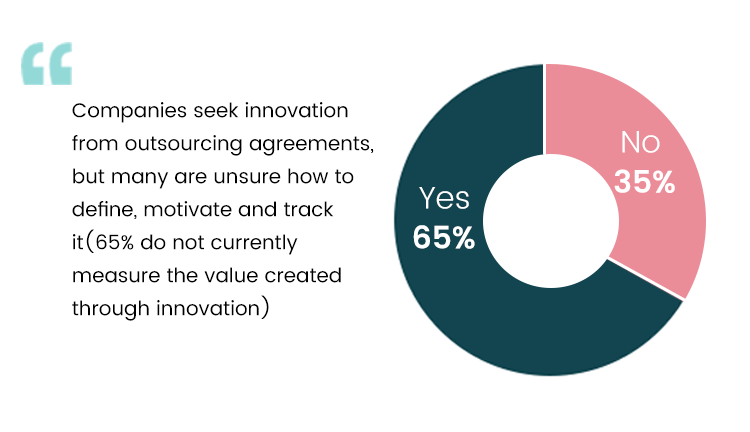 Companies seek innovation
from outsourcing agreements,
but many are unsure how to
define, motivate and track
it(65% do not currently
measure the value created
through innovation)
No
35%
Yes
65%